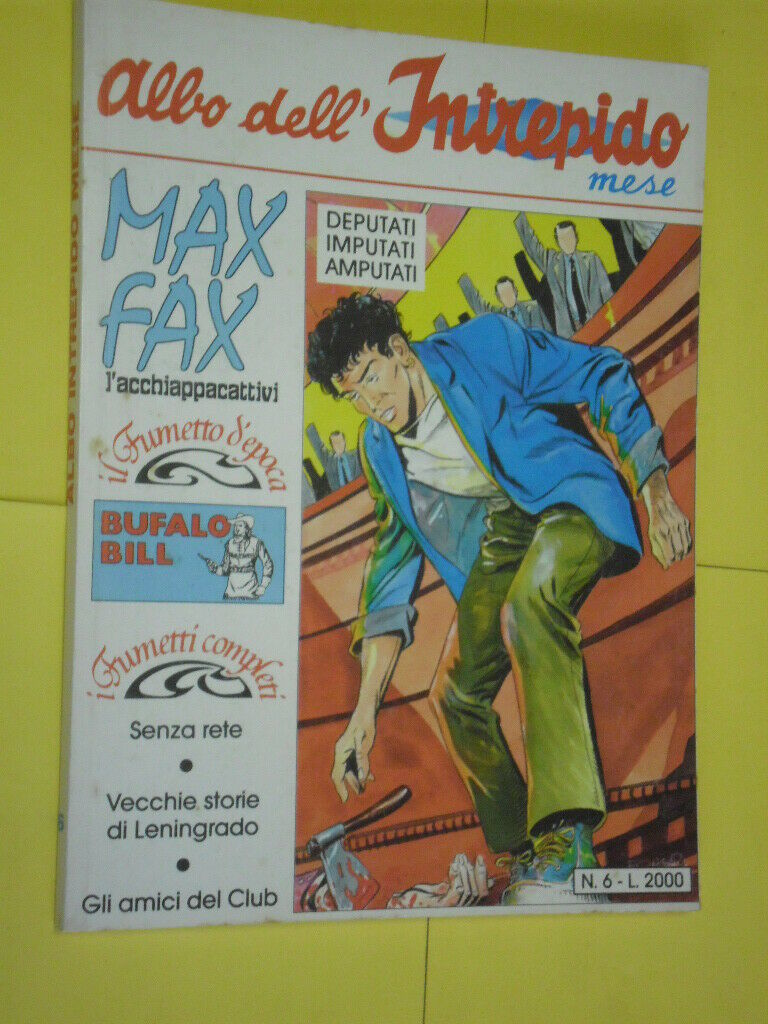 albo dell'Intrepido
mese
MAX
FAX
l'acchiappacattivi
DEPUTATI
IMPUTATI
AMPUTATI
il Fumetto d'epoca
BUFALO
BILL
i Fumetti completi
Senza rete
•
Vecchie storie
di Leningrado
•
Gli amici del Club
N. 6 - L. 2000
ALBO INTREPIDO MESE
6